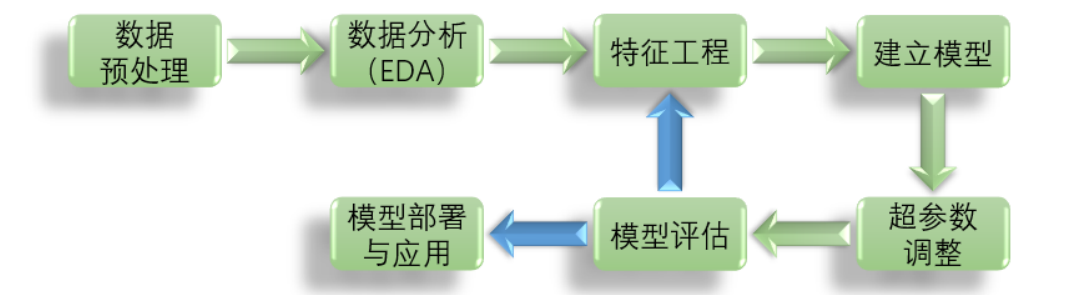 数据
预处理
数据分析
（EDA）
特征工程
建立模型
超参数
调整
模型评估
模型部署
与应用